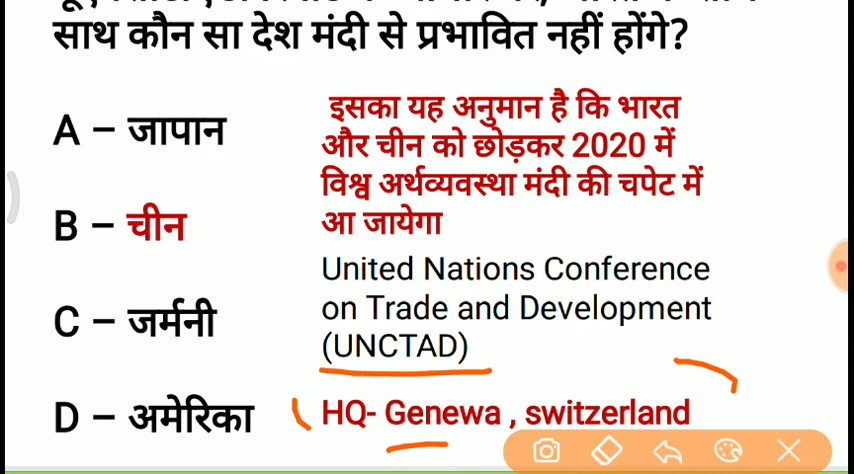 साथ कौन सा देश मंदी से प्रभावित नहीं होंगे?
A – जापान
B – चीन
C – जर्मनी
D – अमेरिका
इसका यह अनुमान है कि भारत
और चीन को छोड़कर 2020 में
विश्व अर्थव्यवस्था मंदी की चपेट में
आ जायेगा
United Nations Conference
on Trade and Development
(UNCTAD)
HQ- Genewa , switzerland